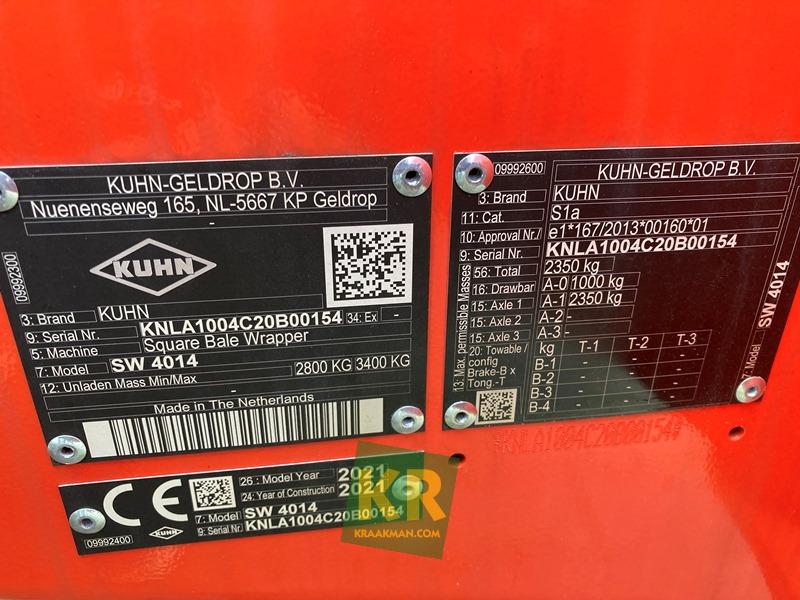 KUHN-GELDROP B.V.
Nuenenseweg 165, NL-5667 KP Geldrop
-
KUHN
09992300
3: Brand KUHN
9: Serial Nr. KNLA1004C20B00154 34: Ex -
5: Machine Square Bale Wrapper
7: Model SW 4014
12: Unladen Mass Min/Max 2800 KG 3400 KG
-
Made in The Netherlands
09992600
KUHN-GELDROP B.V.
3: Brand KUHN
11: Cat. S1a
10: Approval Nr. e1*167/2013*00160*01
9: Serial Nr. KNLA1004C20B00154
13: Max. permissible Masses
56: Total 2350 kg
16: Drawbar A-0 1000 kg
15: Axle 1 A-1 2350 kg
15: Axle 2 A-2 -
15: Axle 3 A-3 -
20: Towable / kg T-1 T-2 T-3
config B-1 - - -
Brake-B x B-2 - - -
Tong.-T B-3 - - -
B-4 - - -
7: Model SW 4014
*KNLA1004C20B00154*
CE
09992400
KUHN
26: Model Year 2021
24: Year of Construction 2021
7: Model SW 4014
9: Serial Nr KNLA1004C20B00154
KR
KRAAKMAN.COM